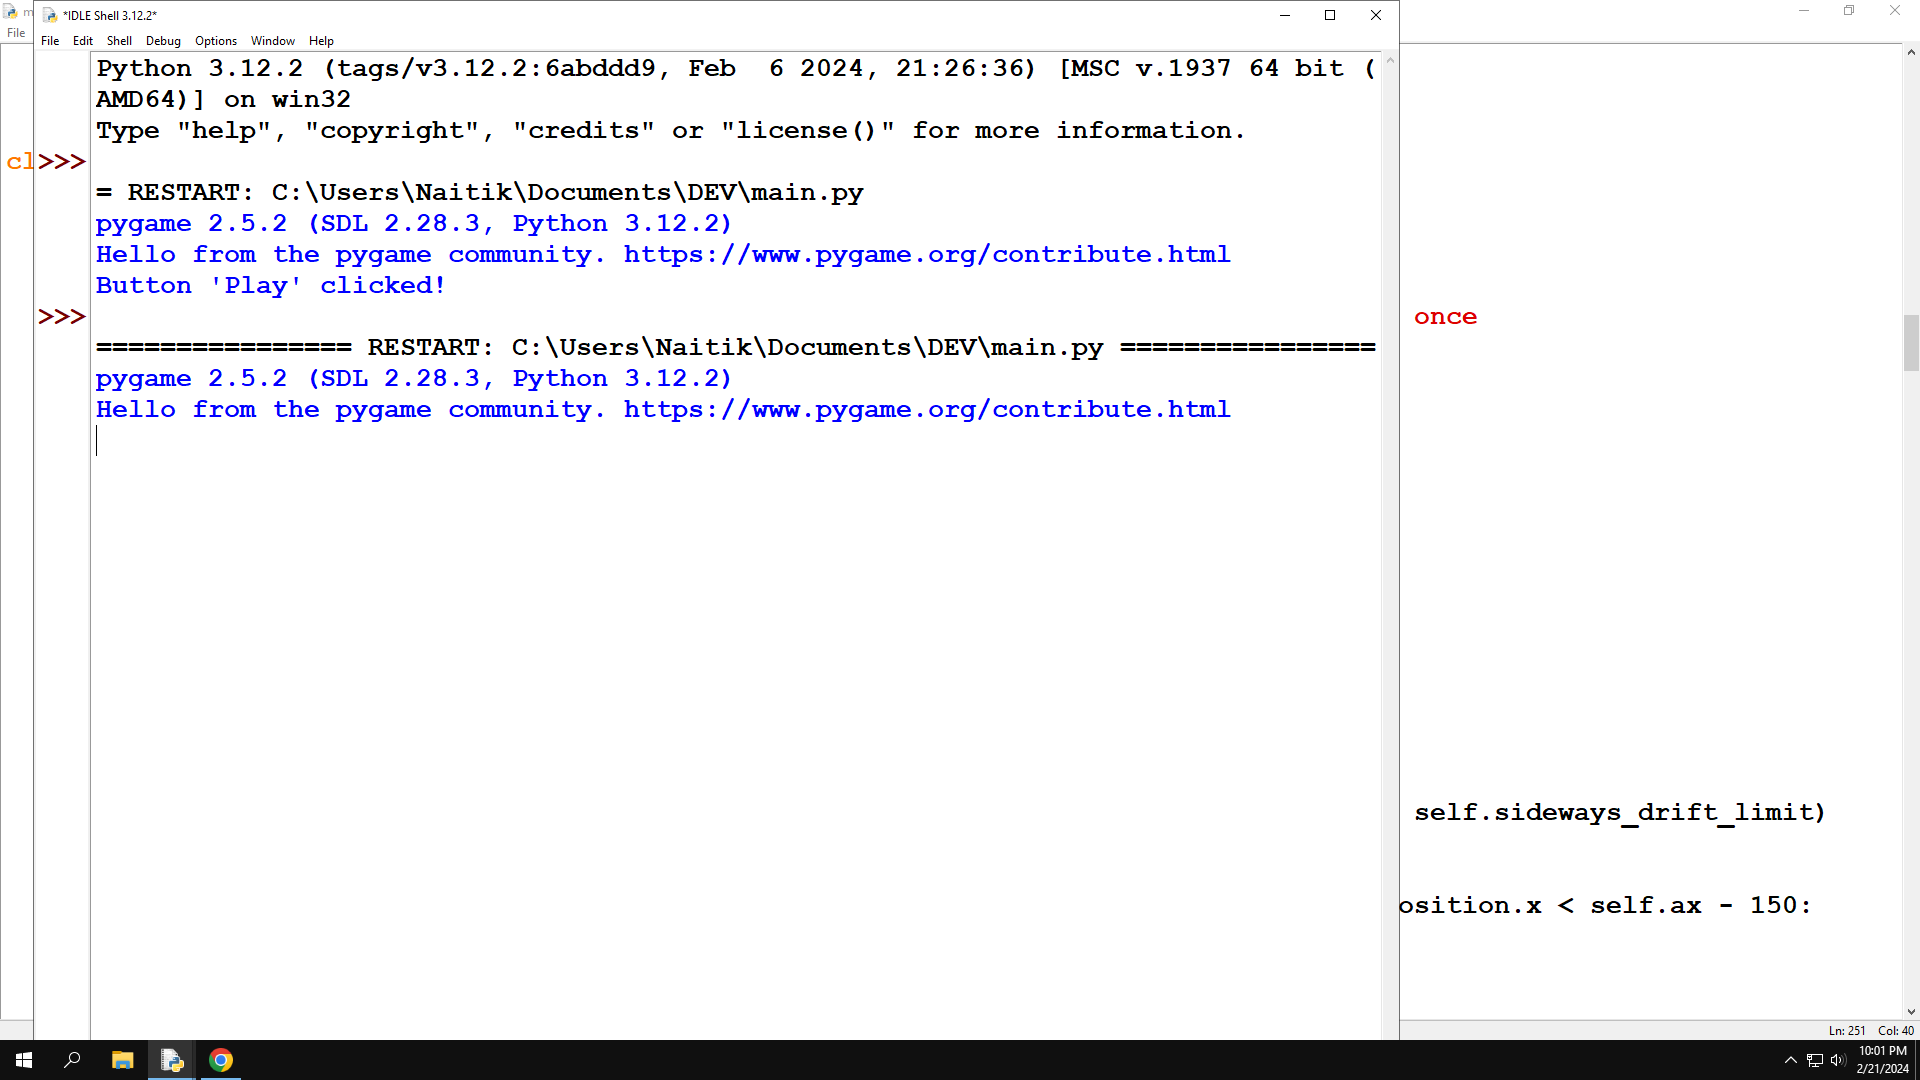 *IDLE Shell 3.12.2*
File Edit Shell Debug Options Window Help
File
Python 3.12.2 (tags/v3.12.2:6abddd9, Feb  6 2024, 21:26:36) [MSC v.1937 64 bit (
AMD64)] on win32
Type "help", "copyright", "credits" or "license()" for more information.
cl
>>>
= RESTART: C:\Users\Naitik\Documents\DEV\main.py
pygame 2.5.2 (SDL 2.28.3, Python 3.12.2)
Hello from the pygame community. https://www.pygame.org/contribute.html
Button 'Play' clicked!
>>>
once
================ RESTART: C:\Users\Naitik\Documents\DEV\main.py ================
pygame 2.5.2 (SDL 2.28.3, Python 3.12.2)
Hello from the pygame community. https://www.pygame.org/contribute.html
self.sideways_drift_limit)
osition.x < self.ax - 150:
Ln: 251 Col: 40
10:01 PM
2/21/2024